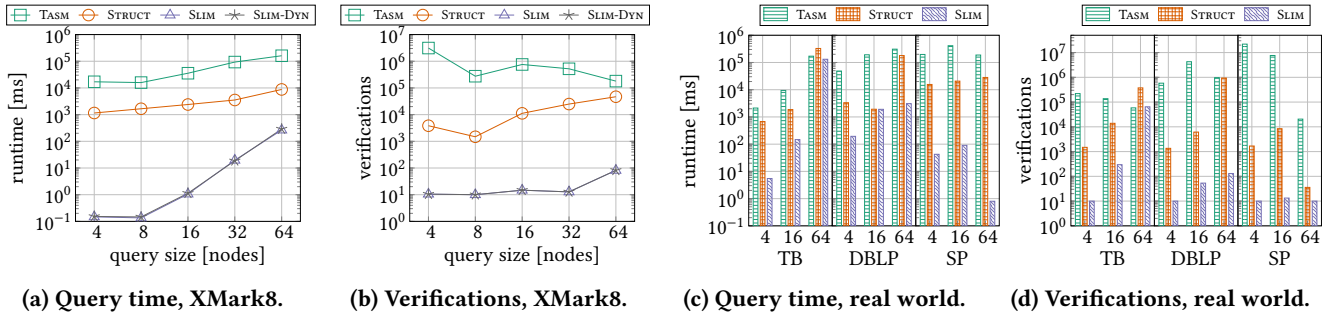 TASM STRUCT SLIM SLIM-DYN
10^6
10^5
10^4
10^3
10^2
10^1
10^0
10^-1
runtime [ms]
4 8 16 32 64
query size [nodes]
(a) Query time, XMark8.
TASM STRUCT SLIM SLIM-DYN
10^7
10^6
10^5
10^4
10^3
10^2
10^1
10^0
verifications
4 8 16 32 64
query size [nodes]
(b) Verifications, XMark8.
TASM STRUCT SLIM
10^6
10^5
10^4
10^3
10^2
10^1
10^0
10^-1
runtime [ms]
4 16 64 4 16 64 4 16 64
TB DBLP SP
(c) Query time, real world.
TASM STRUCT SLIM
10^7
10^6
10^5
10^4
10^3
10^2
10^1
10^0
verifications
4 16 64 4 16 64 4 16 64
TB DBLP SP
(d) Verifications, real world.